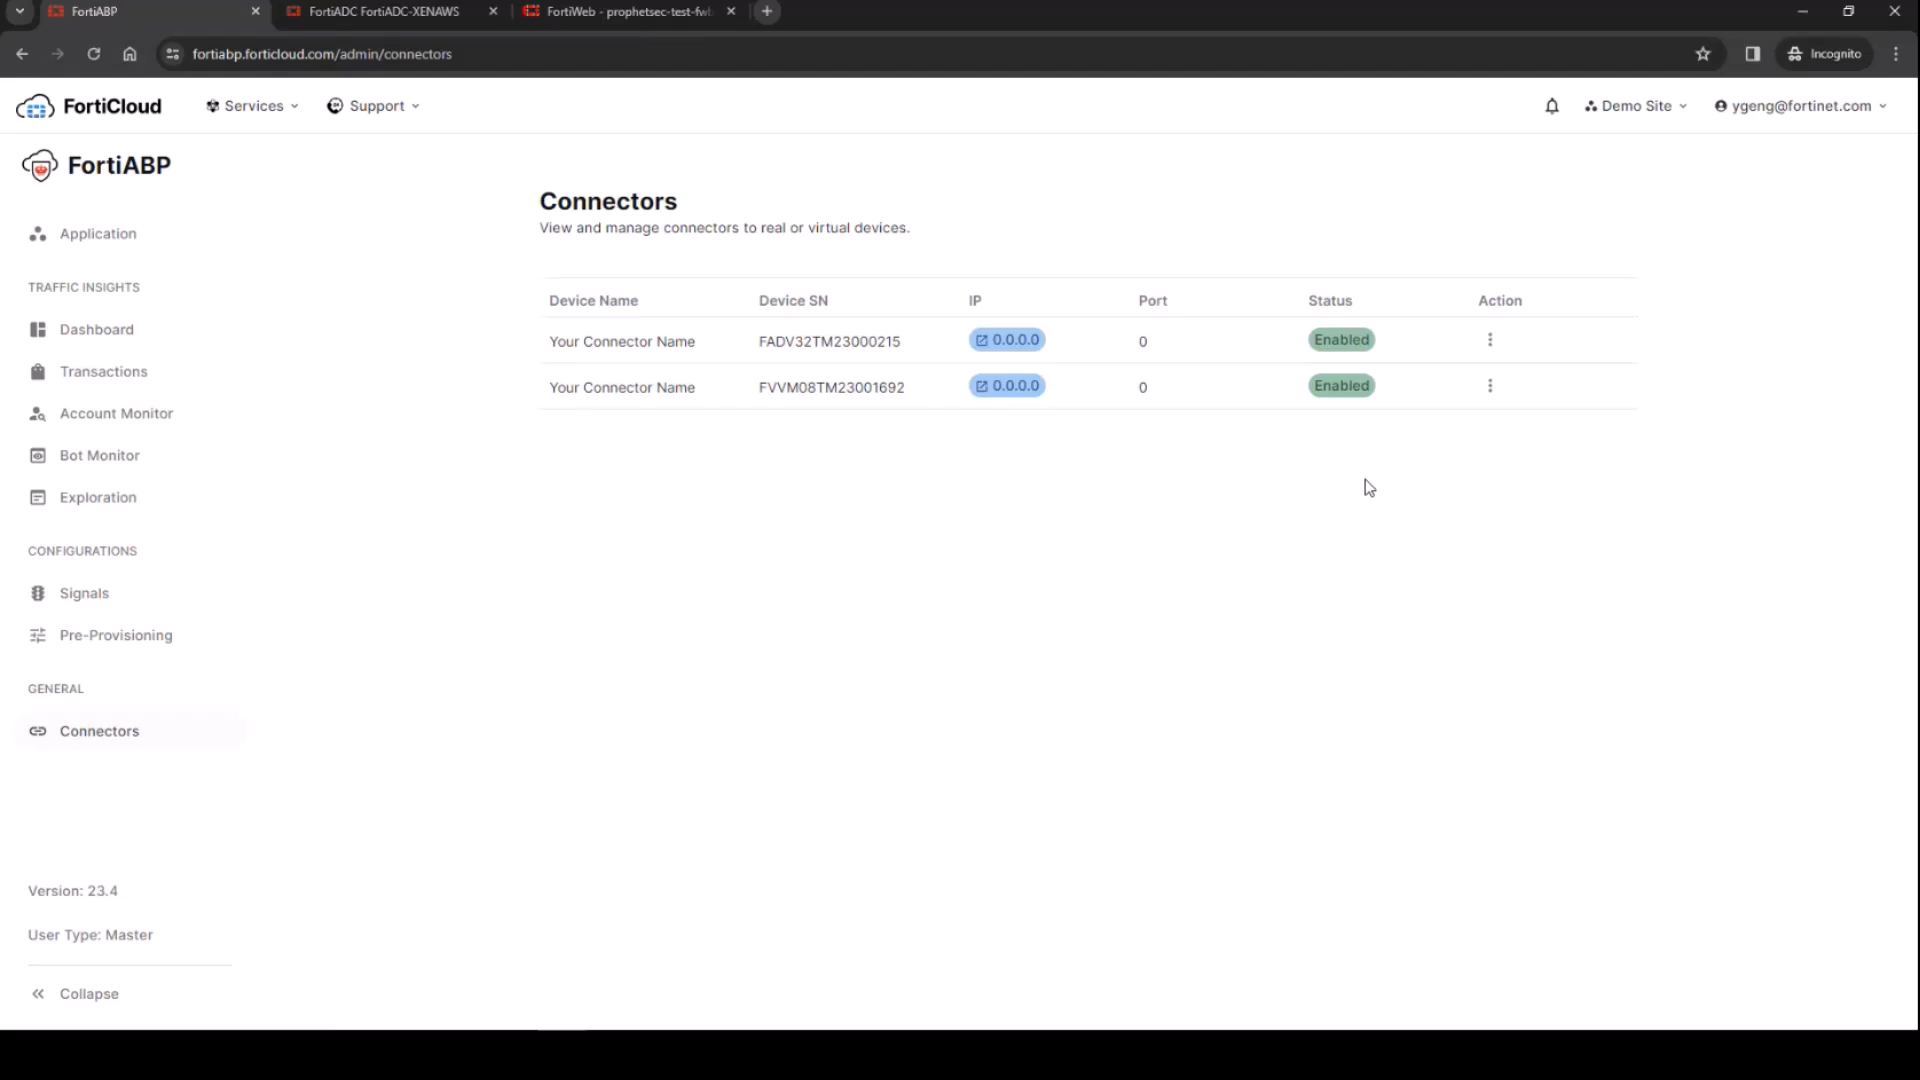 FortiABP
FortiADC FortiADC-XENAWS
FortiWeb - prophetsec-test-fwb
fortiabp.forticloud.com/admin/connectors
Incognito
FortiCloud
Services
Support
Demo Site
ygeng@fortinet.com
FortiABP
Application
TRAFFIC INSIGHTS
Dashboard
Transactions
Account Monitor
Bot Monitor
Exploration
CONFIGURATIONS
Signals
Pre-Provisioning
GENERAL
Connectors
Version: 23.4
User Type: Master
Collapse
Connectors
View and manage connectors to real or virtual devices.
Device Name Device SN IP Port Status Action
Your Connector Name FADV32TM23000215 0.0.0.0 0 Enabled
Your Connector Name FVVM08TM23001692 0.0.0.0 0 Enabled